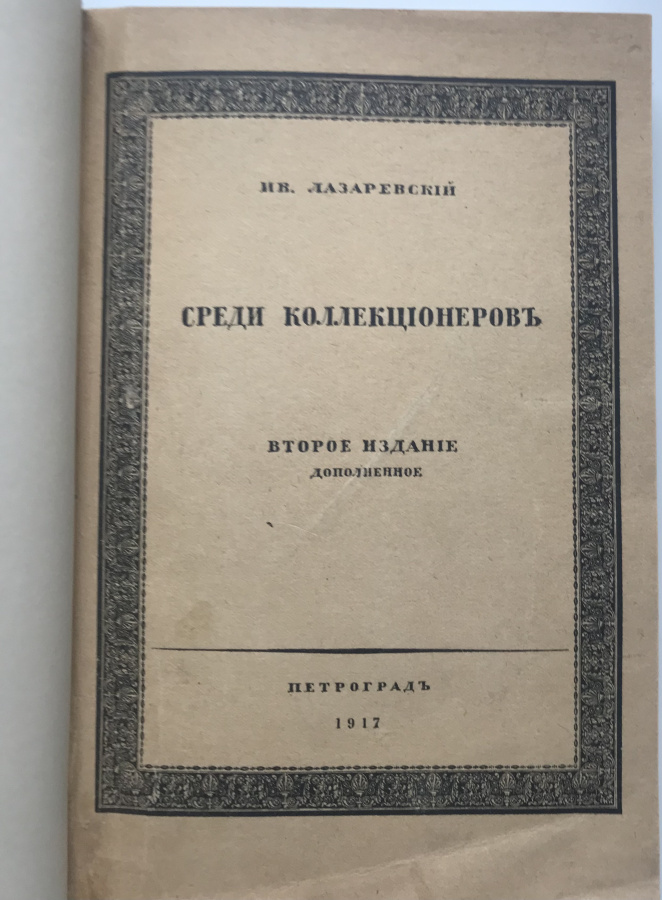 ИВ. ЛАЗАРЕВСКІЙ
СРЕДИ КОЛЛЕКЦІОНЕРОВЪ
ВТОРОЕ ИЗДАНІЕ
ДОПОЛНЕННОЕ
ПЕТРОГРАДЪ
1917